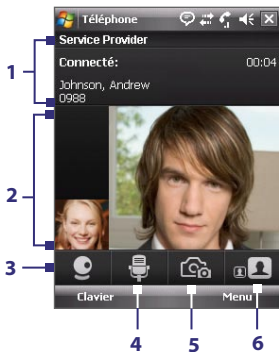 Téléphone
Service Provider
Connecté: 00:04
Johnson, Andrew
0988
1
2
3
Clavier Menu
4 5 6